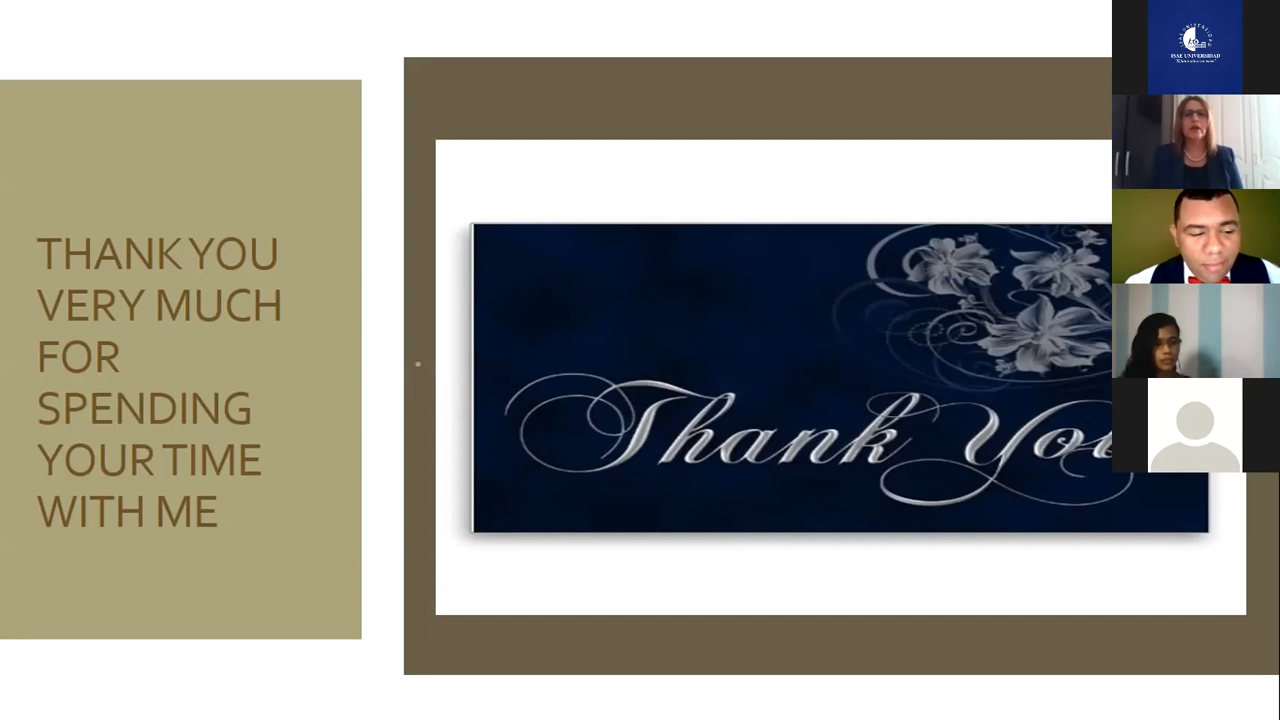 THANK YOU
VERY MUCH
FOR
SPENDING
YOUR TIME
WITH ME
Thank You
ISAE UNIVERSIDAD